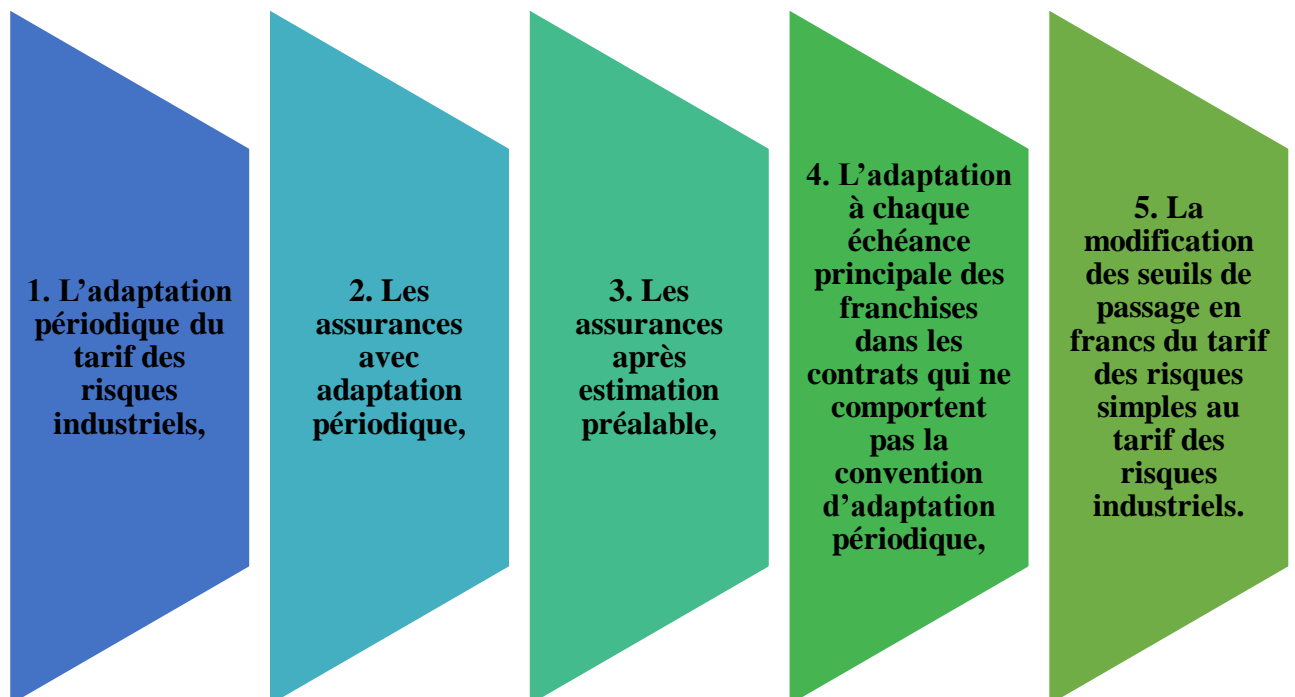 1. L’adaptation
périodique du
tarif des
risques
industriels,
2. Les
assurances
avec
adaptation
périodique,
3. Les
assurances
après
estimation
préalable,
4. L’adaptation
à chaque
échéance
principale des
franchises
dans les
contrats qui ne
comportent
pas la
convention
d’adaptation
périodique,
5. La
modification
des seuils de
passage en
francs du tarif
des risques
simples au
tarif des
risques
industriels.